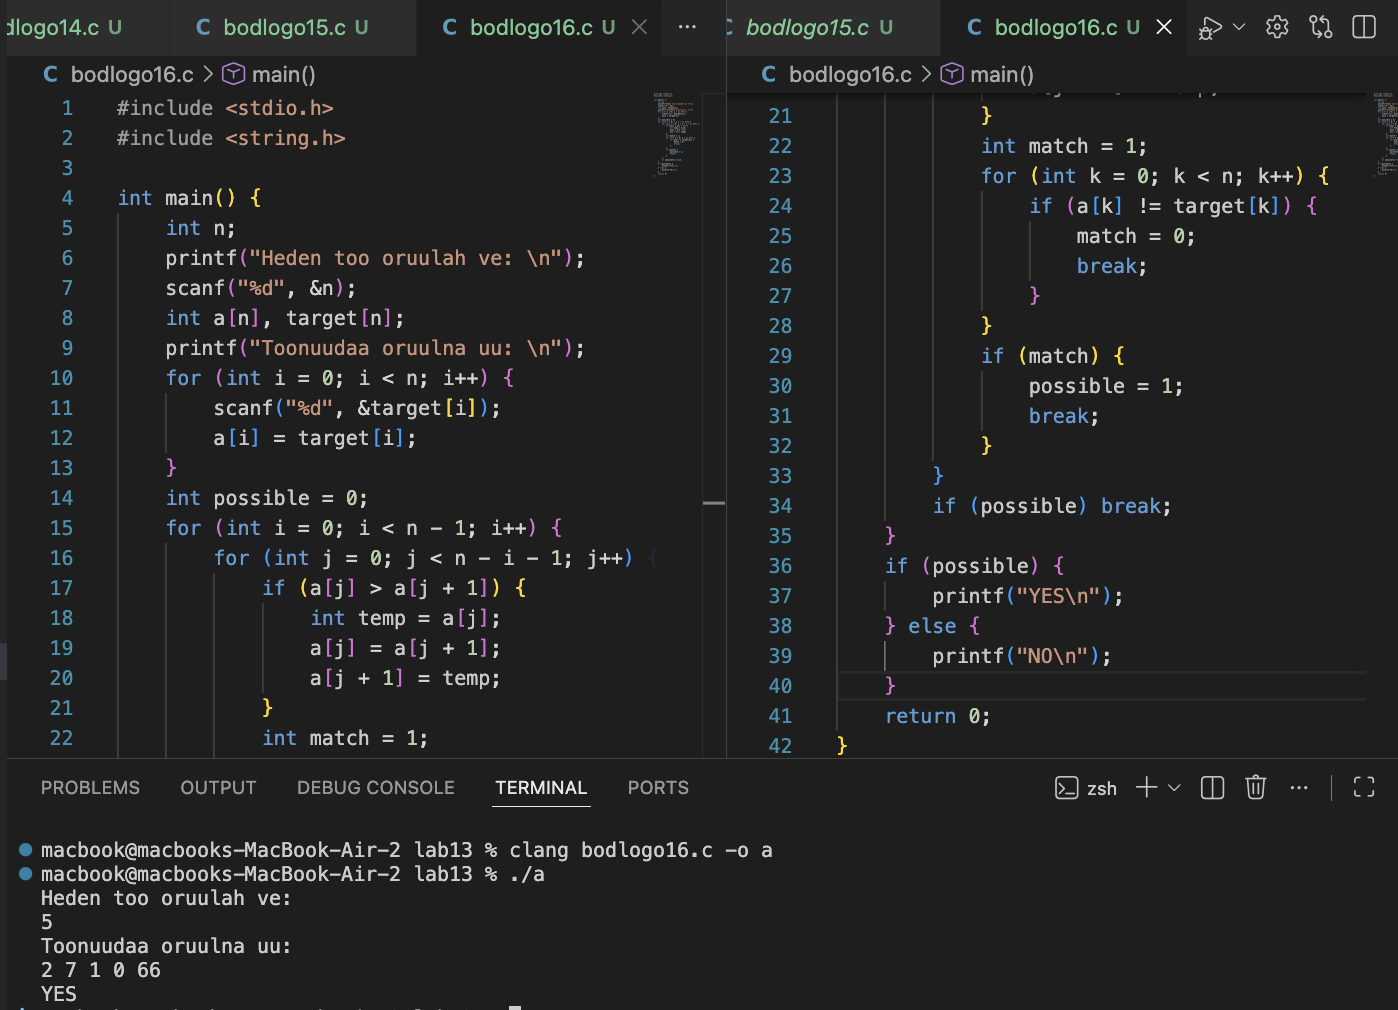 dlogo14.c U
C bodlogo15.c U
C bodlogo16.c U
bodlogo15.c U
C bodlogo16.c U
C bodlogo16.c > main()
1 #include <stdio.h>
2 #include <string.h>
3
4 int main() {
5 int n;
6 printf("Heden too oruulah ve: \n");
7 scanf("%d", &n);
8 int a[n], target[n];
9 printf("Toonuudaa oruulna uu: \n");
10 for (int i = 0; i < n; i++) {
11 scanf("%d", &target[i]);
12 a[i] = target[i];
13 }
14 int possible = 0;
15 for (int i = 0; i < n - 1; i++) {
16 for (int j = 0; j < n - i - 1; j++) {
17 if (a[j] > a[j + 1]) {
18 int temp = a[j];
19 a[j] = a[j + 1];
20 a[j + 1] = temp;
21 }
22 int match = 1;
C bodlogo16.c > main()
21 }
22 int match = 1;
23 for (int k = 0; k < n; k++) {
24 if (a[k] != target[k]) {
25 match = 0;
26 break;
27 }
28 }
29 if (match) {
30 possible = 1;
31 break;
32 }
33 }
34 if (possible) break;
35 }
36 if (possible) {
37 printf("YES\n");
38 } else {
39 printf("NO\n");
40 }
41 return 0;
42 }
PROBLEMS OUTPUT DEBUG CONSOLE TERMINAL PORTS
zsh
macbook@macbooks-MacBook-Air-2 lab13 % clang bodlogo16.c -o a
macbook@macbooks-MacBook-Air-2 lab13 % ./a
Heden too oruulah ve:
5
Toonuudaa oruulna uu:
2 7 1 0 66
YES